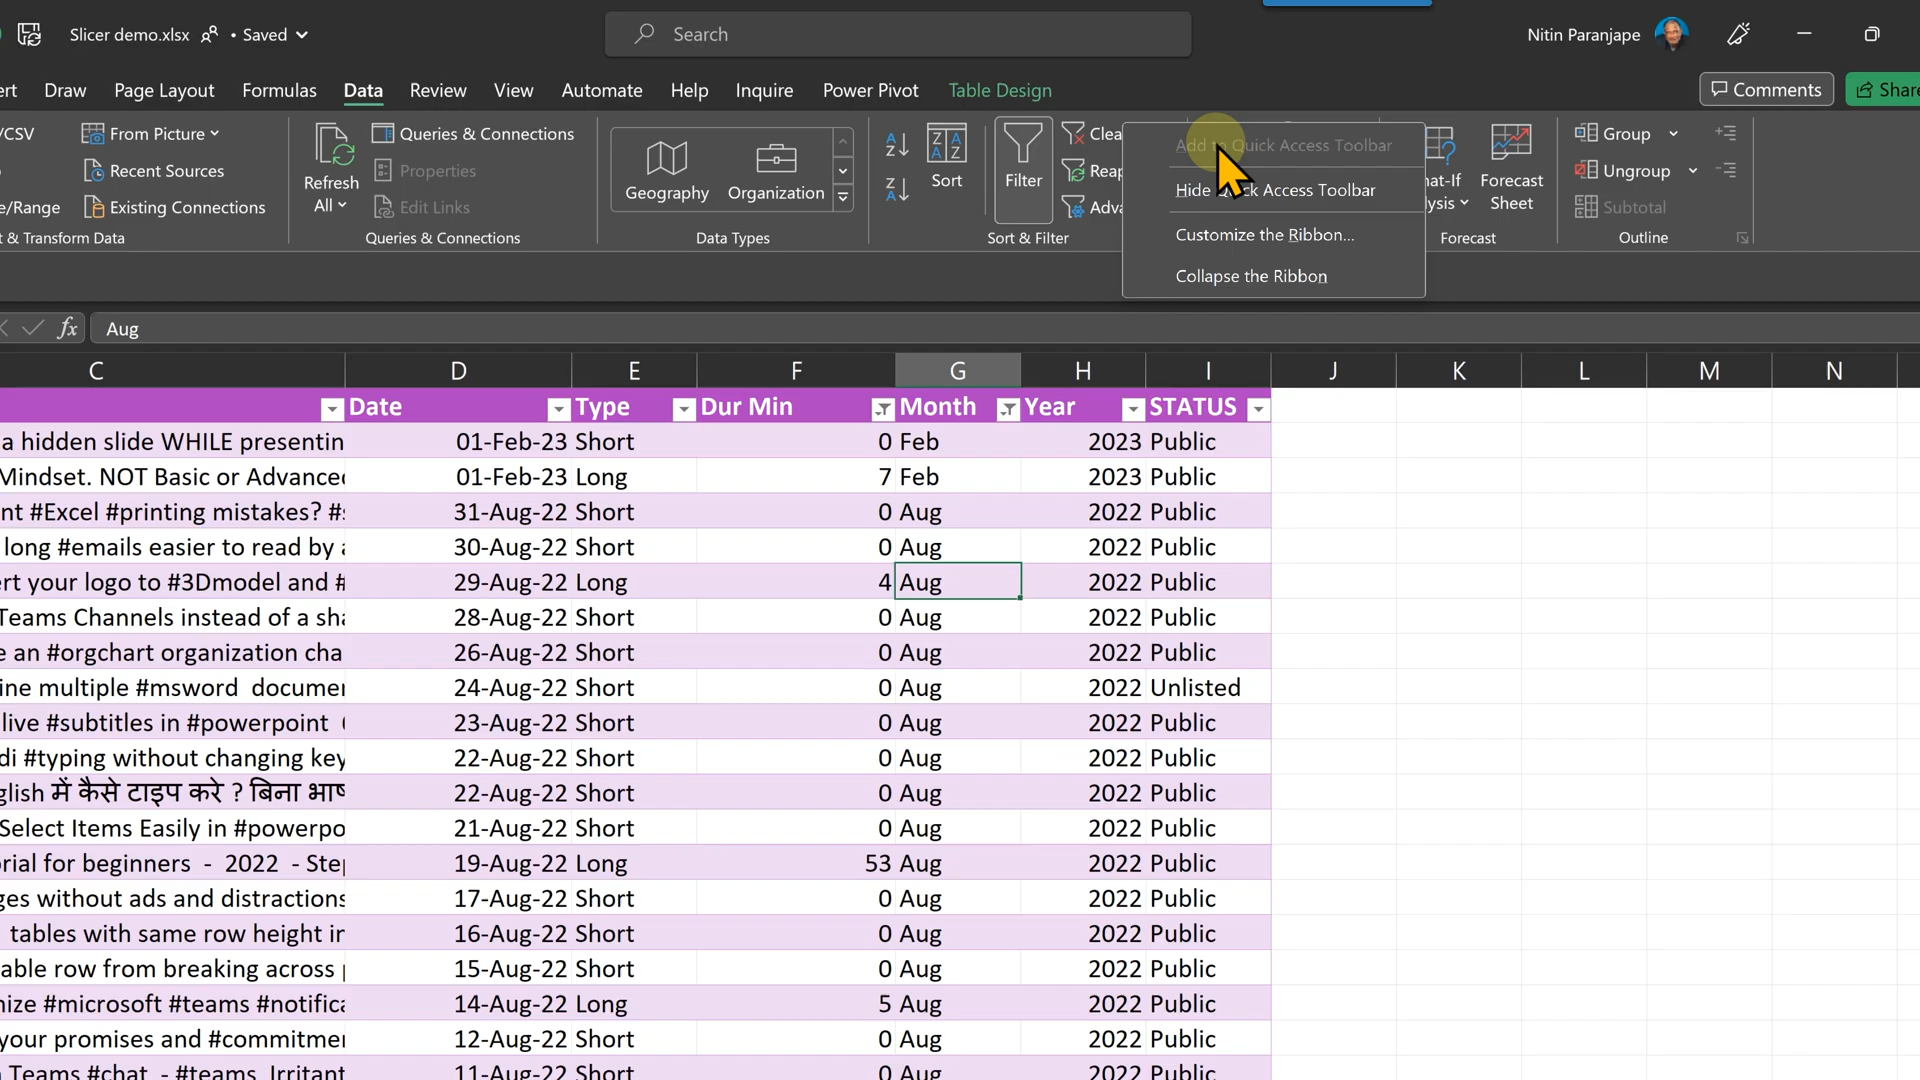 Slicer demo.xlsx • Saved
Search
Nitin Paranjape
Draw Page Layout Formulas Data Review View Automate Help Inquire Power Pivot Table Design
Comments
Share
/CSV
From Picture
Recent Sources
e/Range
Existing Connections
& Transform Data
Refresh
All
Queries & Connections
Properties
Edit Links
Queries & Connections
Geography
Organization
Data Types
Sort
Filter
Clea
Reap
Adva
Sort & Filter
Add to Quick Access Toolbar
Hide Quick Access Toolbar
Customize the Ribbon...
Collapse the Ribbon
hat-If
lysis
Forecast
Sheet
Forecast
Group
Ungroup
Subtotal
Outline
fx Aug
C D E F G H I J K L M N
Date Type Dur Min Month Year STATUS
a hidden slide WHILE presentin 01-Feb-23 Short 0 Feb 2023 Public
Mindset. NOT Basic or Advance 01-Feb-23 Long 7 Feb 2023 Public
nt #Excel #printing mistakes? # 31-Aug-22 Short 0 Aug 2022 Public
long #emails easier to read by 30-Aug-22 Short 0 Aug 2022 Public
ert your logo to #3Dmodel and # 29-Aug-22 Long 4 Aug 2022 Public
Teams Channels instead of a sha 28-Aug-22 Short 0 Aug 2022 Public
e an #orgchart organization cha 26-Aug-22 Short 0 Aug 2022 Public
ine multiple #msword documen 24-Aug-22 Short 0 Aug 2022 Unlisted
live #subtitles in #powerpoint ( 23-Aug-22 Short 0 Aug 2022 Public
di #typing without changing key 22-Aug-22 Short 0 Aug 2022 Public
glish में कैसे टाइप करे ? बिना भाष 22-Aug-22 Short 0 Aug 2022 Public
Select Items Easily in #powerpo 21-Aug-22 Short 0 Aug 2022 Public
rial for beginners - 2022 - Step 19-Aug-22 Long 53 Aug 2022 Public
ges without ads and distractions 17-Aug-22 Short 0 Aug 2022 Public
tables with same row height in 16-Aug-22 Short 0 Aug 2022 Public
able row from breaking across p 15-Aug-22 Short 0 Aug 2022 Public
nize #microsoft #teams #notifica 14-Aug-22 Long 5 Aug 2022 Public
your promises and #commitmen 12-Aug-22 Short 0 Aug 2022 Public
Teams #chat - #teams Irritant 11-Aug-22 Short 0 Aug 2022 Public